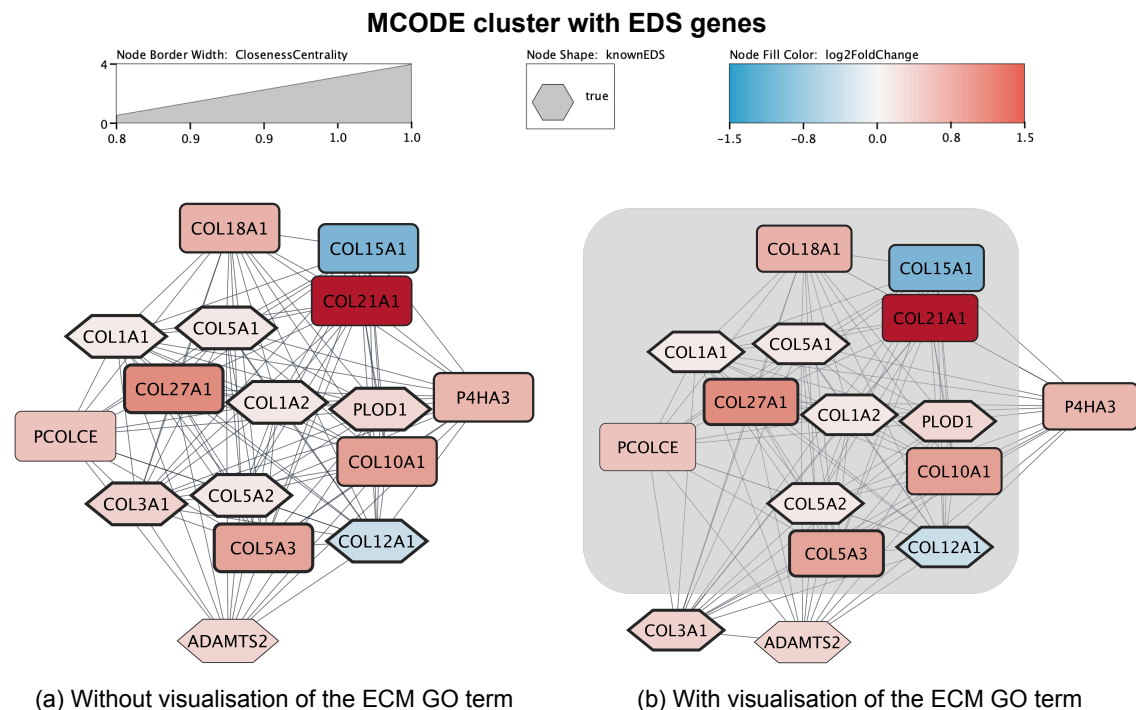 MCODE cluster with EDS genes
Node Border Width: ClosenessCentrality
4
0
0.8 0.9 0.9 1.0 1.0
Node Shape: knownEDS
true
Node Fill Color: log2FoldChange
-1.5 -0.8 0.0 0.8 1.5
COL18A1
COL15A1
COL21A1
COL1A1
COL5A1
COL27A1
COL1A2
PLOD1
P4HA3
PCOLCE
COL10A1
COL3A1
COL5A2
COL5A3
COL12A1
ADAMTS2
(a) Without visualisation of the ECM GO term
COL18A1
COL15A1
COL21A1
COL1A1
COL5A1
COL27A1
COL1A2
PLOD1
P4HA3
PCOLCE
COL10A1
COL5A2
COL5A3
COL12A1
COL3A1
ADAMTS2
(b) With visualisation of the ECM GO term